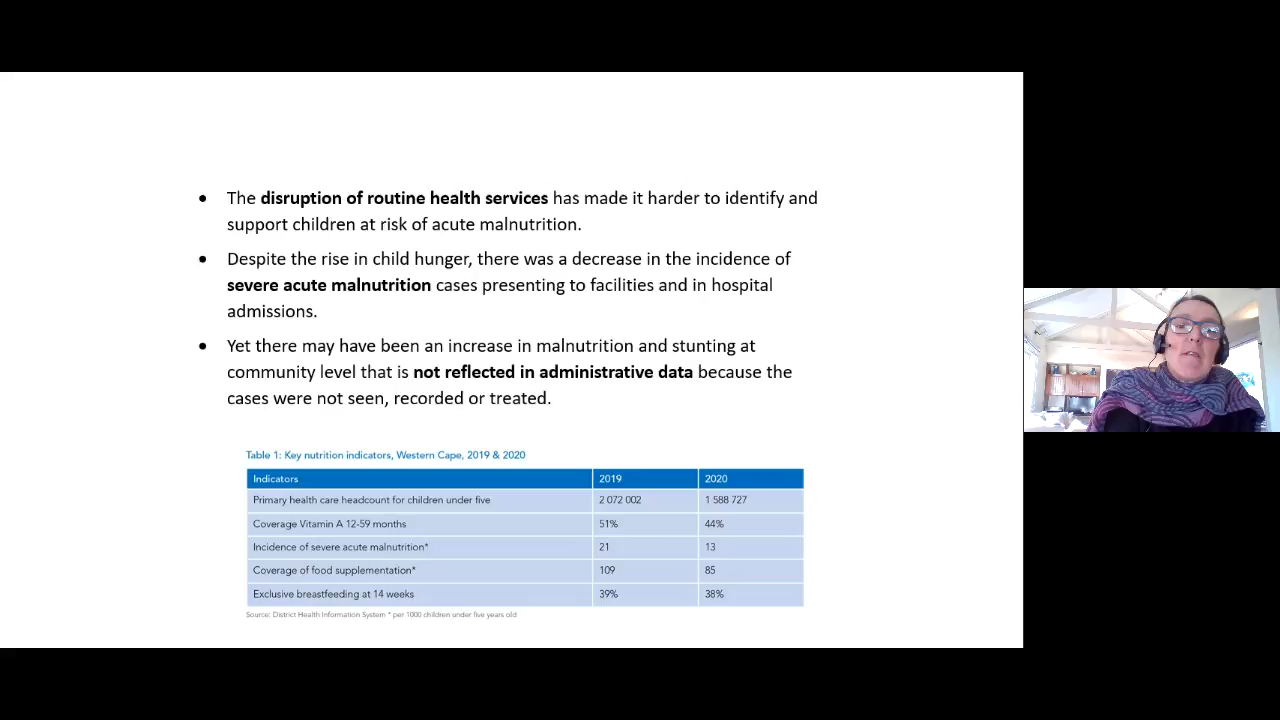 • The disruption of routine health services has made it harder to identify and
support children at risk of acute malnutrition.
• Despite the rise in child hunger, there was a decrease in the incidence of
severe acute malnutrition cases presenting to facilities and in hospital
admissions.
• Yet there may have been an increase in malnutrition and stunting at
community level that is not reflected in administrative data because the
cases were not seen, recorded or treated.
Table 1: Key nutrition indicators, Western Cape, 2019 & 2020
Indicators 2019 2020
Primary health care headcount for children under five 2 072 002 1 588 727
Coverage Vitamin A 12-59 months 51% 44%
Incidence of severe acute malnutrition* 21 13
Coverage of food supplementation* 109 85
Exclusive breastfeeding at 14 weeks 39% 38%
Source: District Health Information System * per 1000 children under five years old